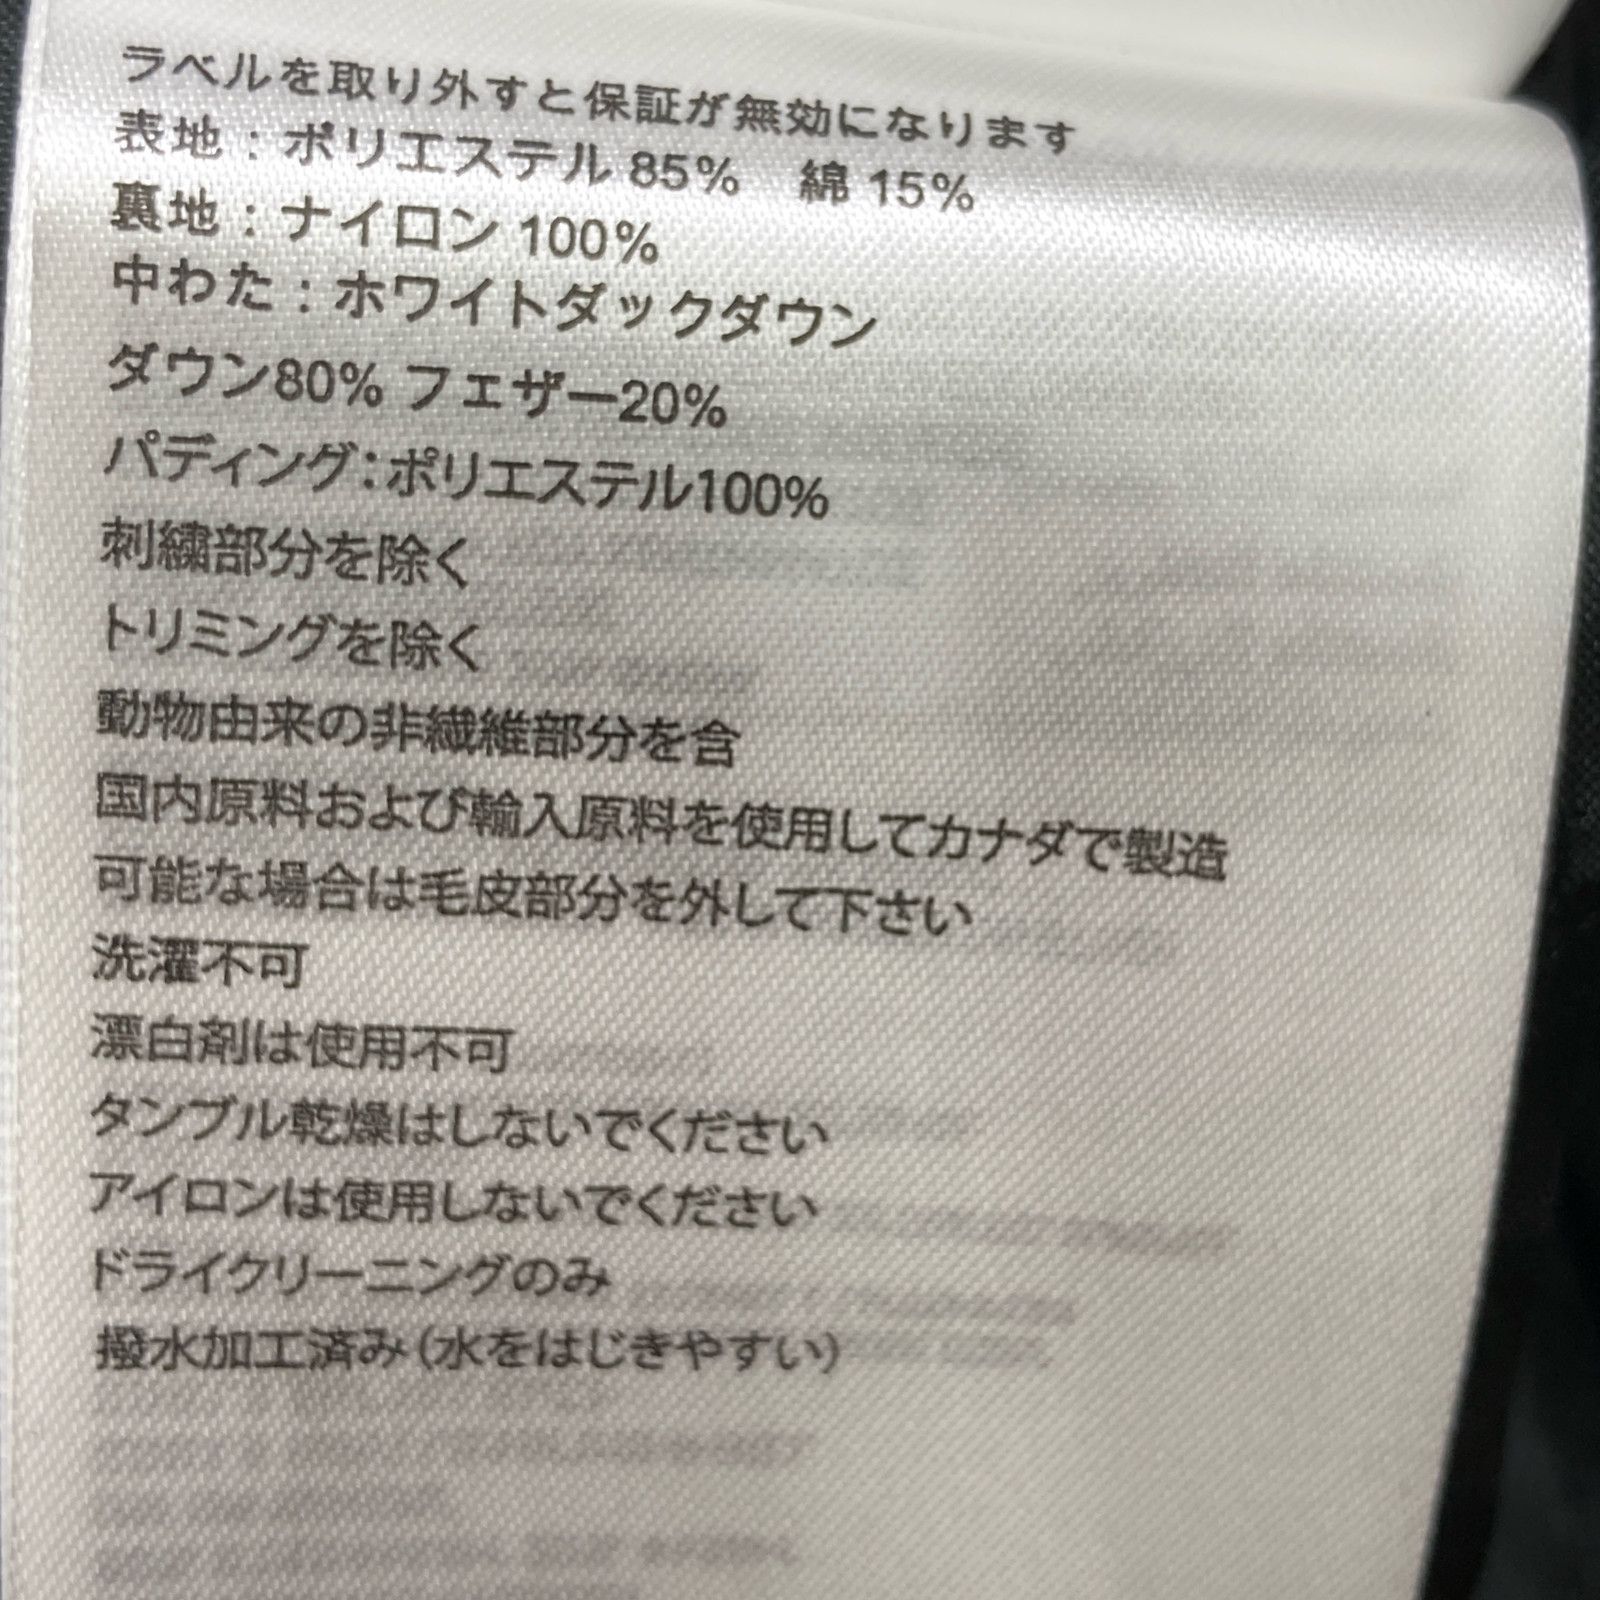 ラベルを取り外すと保証が無効になります
表地：ポリエステル 85%　綿 15%
裏地：ナイロン 100%
中わた：ホワイトダックダウン
ダウン80% フェザー20%
パディング：ポリエステル100%
刺繍部分を除く
トリミングを除く
動物由来の非繊維部分を含
国内原料および輸入原料を使用してカナダで製造
可能な場合は毛皮部分を外して下さい
洗濯不可
漂白剤は使用不可
タンブル乾燥はしないでください
アイロンは使用しないでください
ドライクリーニングのみ
撥水加工済み（水をはじきやすい）